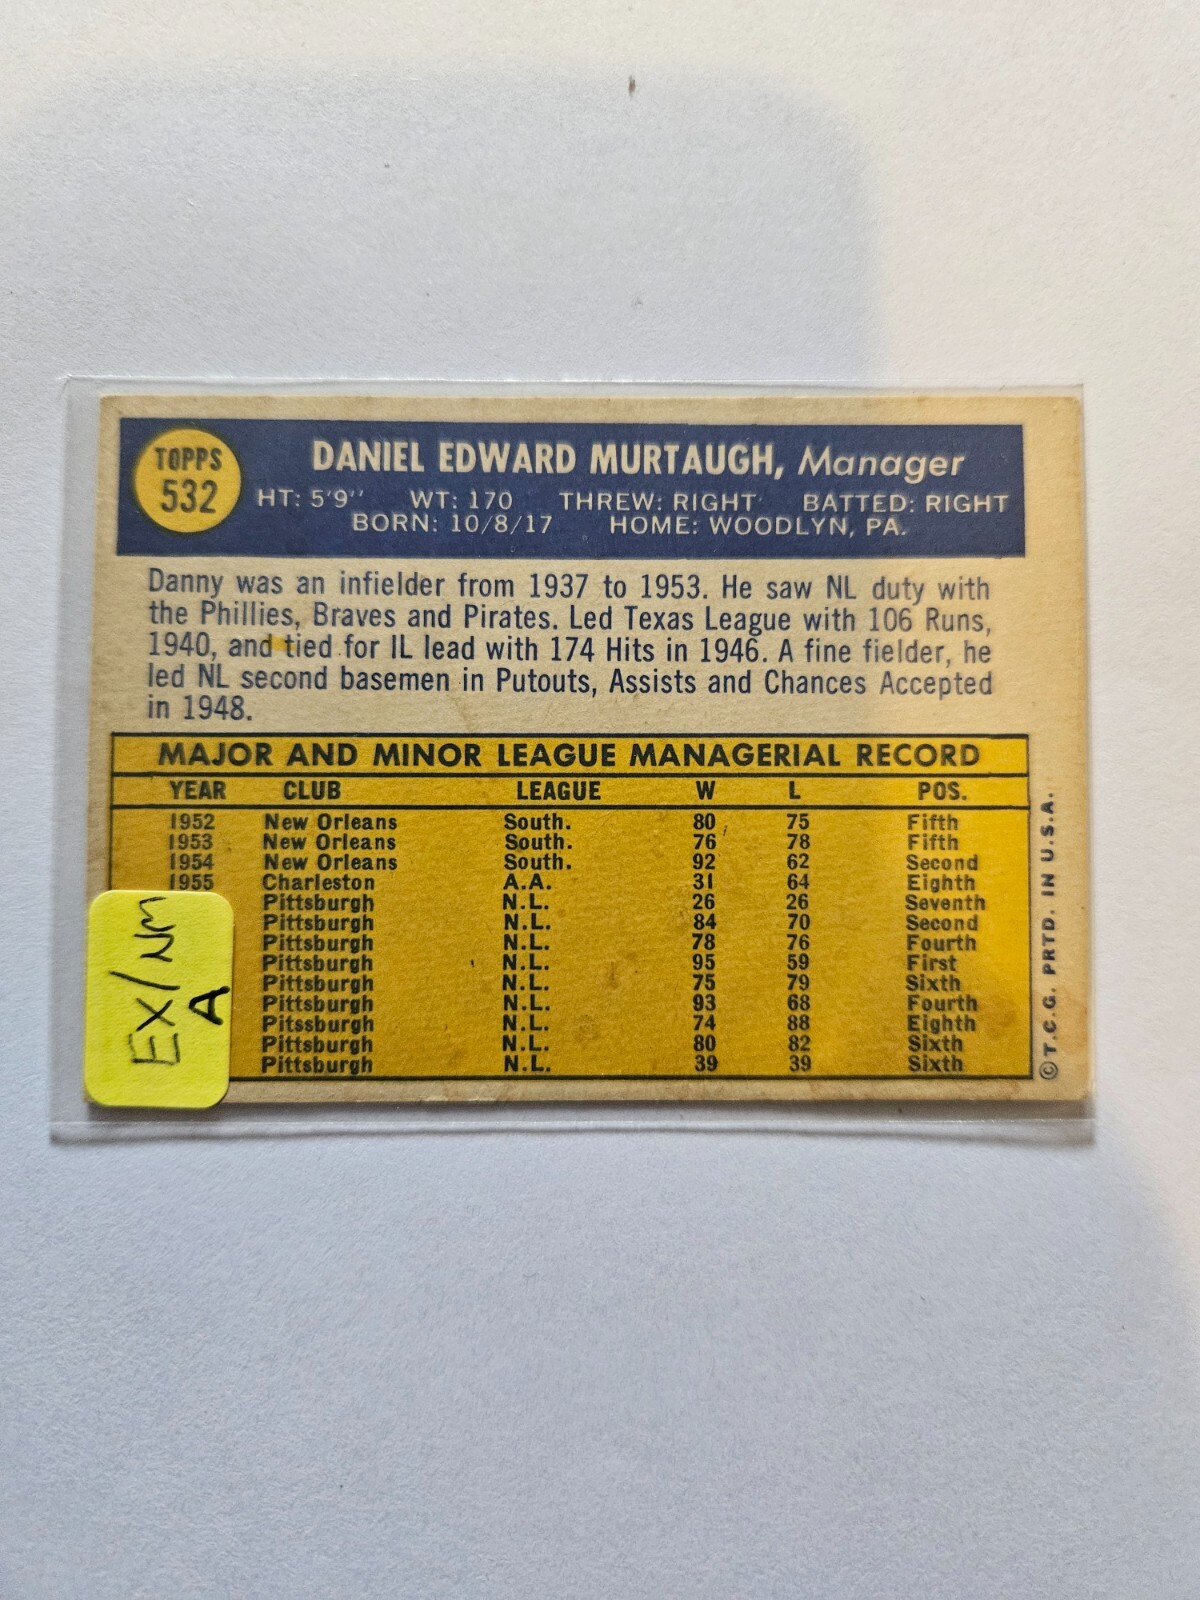 TOPPS
532
DANIEL EDWARD MURTAUGH, Manager
HT: 5'9'' WT: 170 THREW: RIGHT BATTED: RIGHT
BORN: 10/8/17 HOME: WOODLYN, PA.
Danny was an infielder from 1937 to 1953. He saw NL duty with
the Phillies, Braves and Pirates. Led Texas League with 106 Runs,
1940, and tied for IL lead with 174 Hits in 1946. A fine fielder, he
led NL second basemen in Putouts, Assists and Chances Accepted
in 1948.
MAJOR AND MINOR LEAGUE MANAGERIAL RECORD
YEAR CLUB LEAGUE W L POS.
1952 New Orleans South. 80 75 Fifth
1953 New Orleans South. 76 78 Fifth
1954 New Orleans South. 92 62 Second
1955 Charleston A.A. 31 64 Eighth
Pittsburgh N.L. 26 26 Seventh
Pittsburgh N.L. 84 70 Second
Pittsburgh N.L. 78 76 Fourth
Pittsburgh N.L. 95 59 First
Pittsburgh N.L. 75 79 Sixth
Pittsburgh N.L. 93 68 Fourth
Pitssburgh N.L. 74 88 Eighth
Pittsburgh N.L. 80 82 Sixth
Pittsburgh N.L. 39 39 Sixth
©T.C.G. PRTD. IN U.S.A.
EX/NM
A